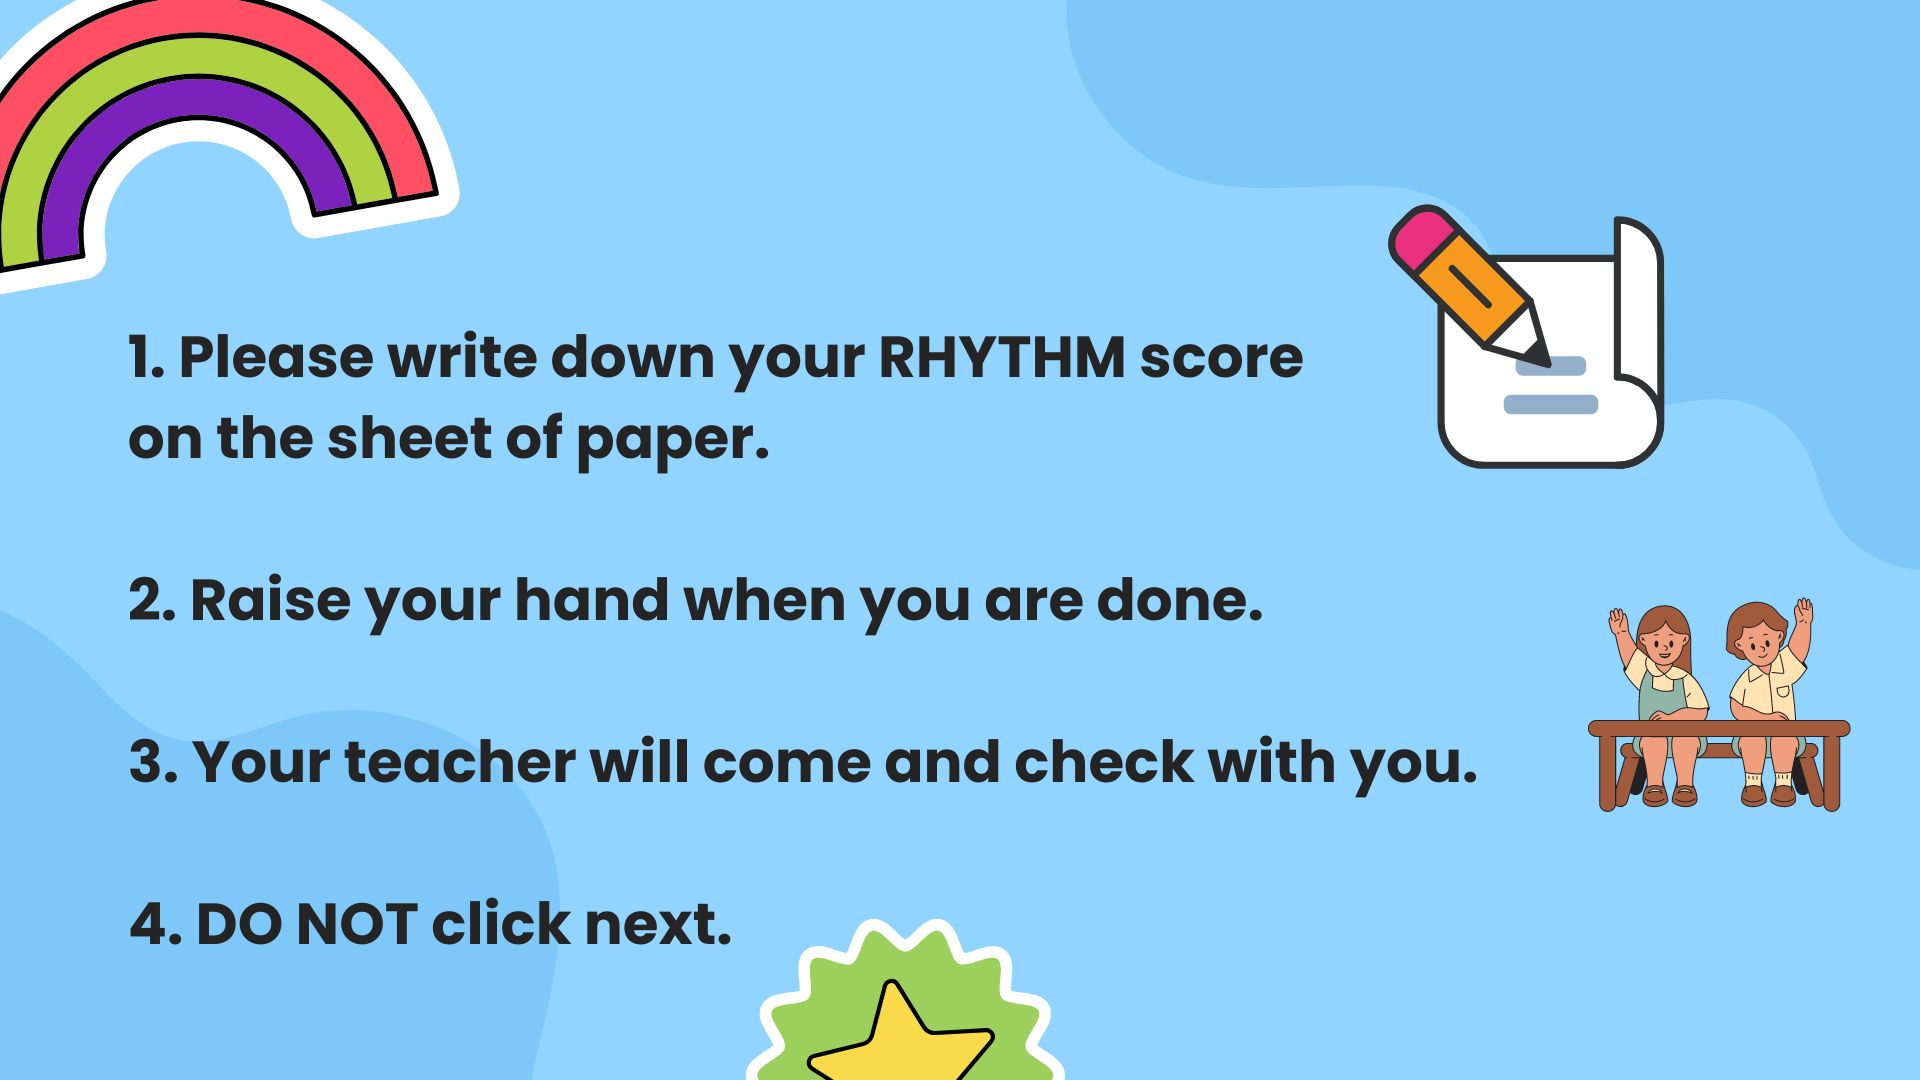 1. Please write down your RHYTHM score
on the sheet of paper.
2. Raise your hand when you are done.
3. Your teacher will come and check with you.
4. DO NOT click next.